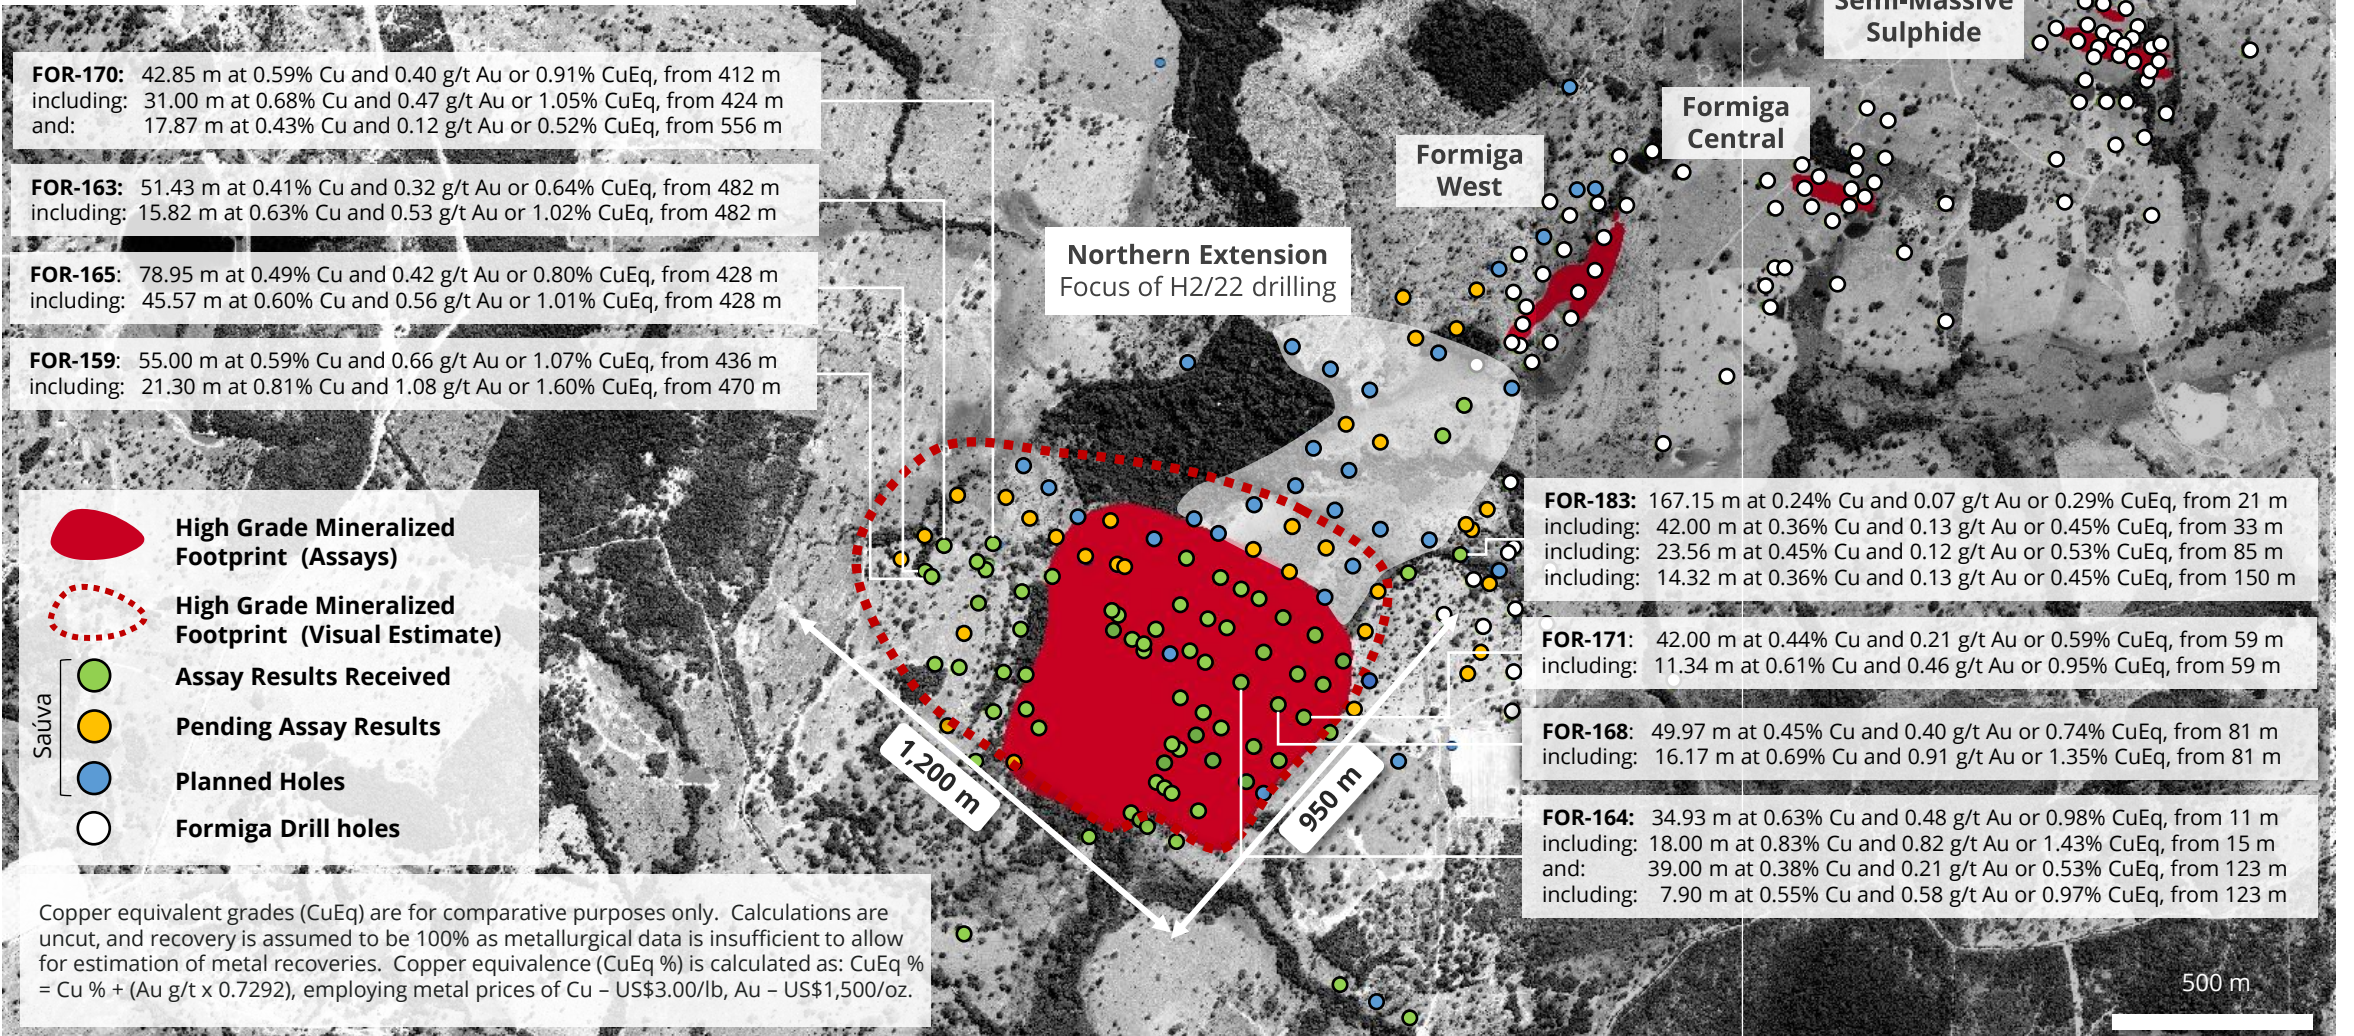 Semi-Massive
Sulphide
Formiga
Central
Formiga
West
Northern Extension
Focus of H2/22 drilling
FOR-170: 42.85 m at 0.59% Cu and 0.40 g/t Au or 0.91% CuEq, from 412 m
including: 31.00 m at 0.68% Cu and 0.47 g/t Au or 1.05% CuEq, from 424 m
and: 17.87 m at 0.43% Cu and 0.12 g/t Au or 0.52% CuEq, from 556 m
FOR-163: 51.43 m at 0.41% Cu and 0.32 g/t Au or 0.64% CuEq, from 482 m
including: 15.82 m at 0.63% Cu and 0.53 g/t Au or 1.02% CuEq, from 482 m
FOR-165: 78.95 m at 0.49% Cu and 0.42 g/t Au or 0.80% CuEq, from 428 m
including: 45.57 m at 0.60% Cu and 0.56 g/t Au or 1.01% CuEq, from 428 m
FOR-159: 55.00 m at 0.59% Cu and 0.66 g/t Au or 1.07% CuEq, from 436 m
including: 21.30 m at 0.81% Cu and 1.08 g/t Au or 1.60% CuEq, from 470 m
High Grade Mineralized
Footprint (Assays)
High Grade Mineralized
Footprint (Visual Estimate)
Saúva
Assay Results Received
Pending Assay Results
Planned Holes
Formiga Drill holes
1,200 m
950 m
FOR-183: 167.15 m at 0.24% Cu and 0.07 g/t Au or 0.29% CuEq, from 21 m
including: 42.00 m at 0.36% Cu and 0.13 g/t Au or 0.45% CuEq, from 33 m
including: 23.56 m at 0.45% Cu and 0.12 g/t Au or 0.53% CuEq, from 85 m
including: 14.32 m at 0.36% Cu and 0.13 g/t Au or 0.45% CuEq, from 150 m
FOR-171: 42.00 m at 0.44% Cu and 0.21 g/t Au or 0.59% CuEq, from 59 m
including: 11.34 m at 0.61% Cu and 0.46 g/t Au or 0.95% CuEq, from 59 m
FOR-168: 49.97 m at 0.45% Cu and 0.40 g/t Au or 0.74% CuEq, from 81 m
including: 16.17 m at 0.69% Cu and 0.91 g/t Au or 1.35% CuEq, from 81 m
FOR-164: 34.93 m at 0.63% Cu and 0.48 g/t Au or 0.98% CuEq, from 11 m
including: 18.00 m at 0.83% Cu and 0.82 g/t Au or 1.43% CuEq, from 15 m
and: 39.00 m at 0.38% Cu and 0.21 g/t Au or 0.53% CuEq, from 123 m
including: 7.90 m at 0.55% Cu and 0.58 g/t Au or 0.97% CuEq, from 123 m
Copper equivalent grades (CuEq) are for comparative purposes only. Calculations are
uncut, and recovery is assumed to be 100% as metallurgical data is insufficient to allow
for estimation of metal recoveries. Copper equivalence (CuEq %) is calculated as: CuEq %
= Cu % + (Au g/t x 0.7292), employing metal prices of Cu – US$3.00/lb, Au – US$1,500/oz.
500 m